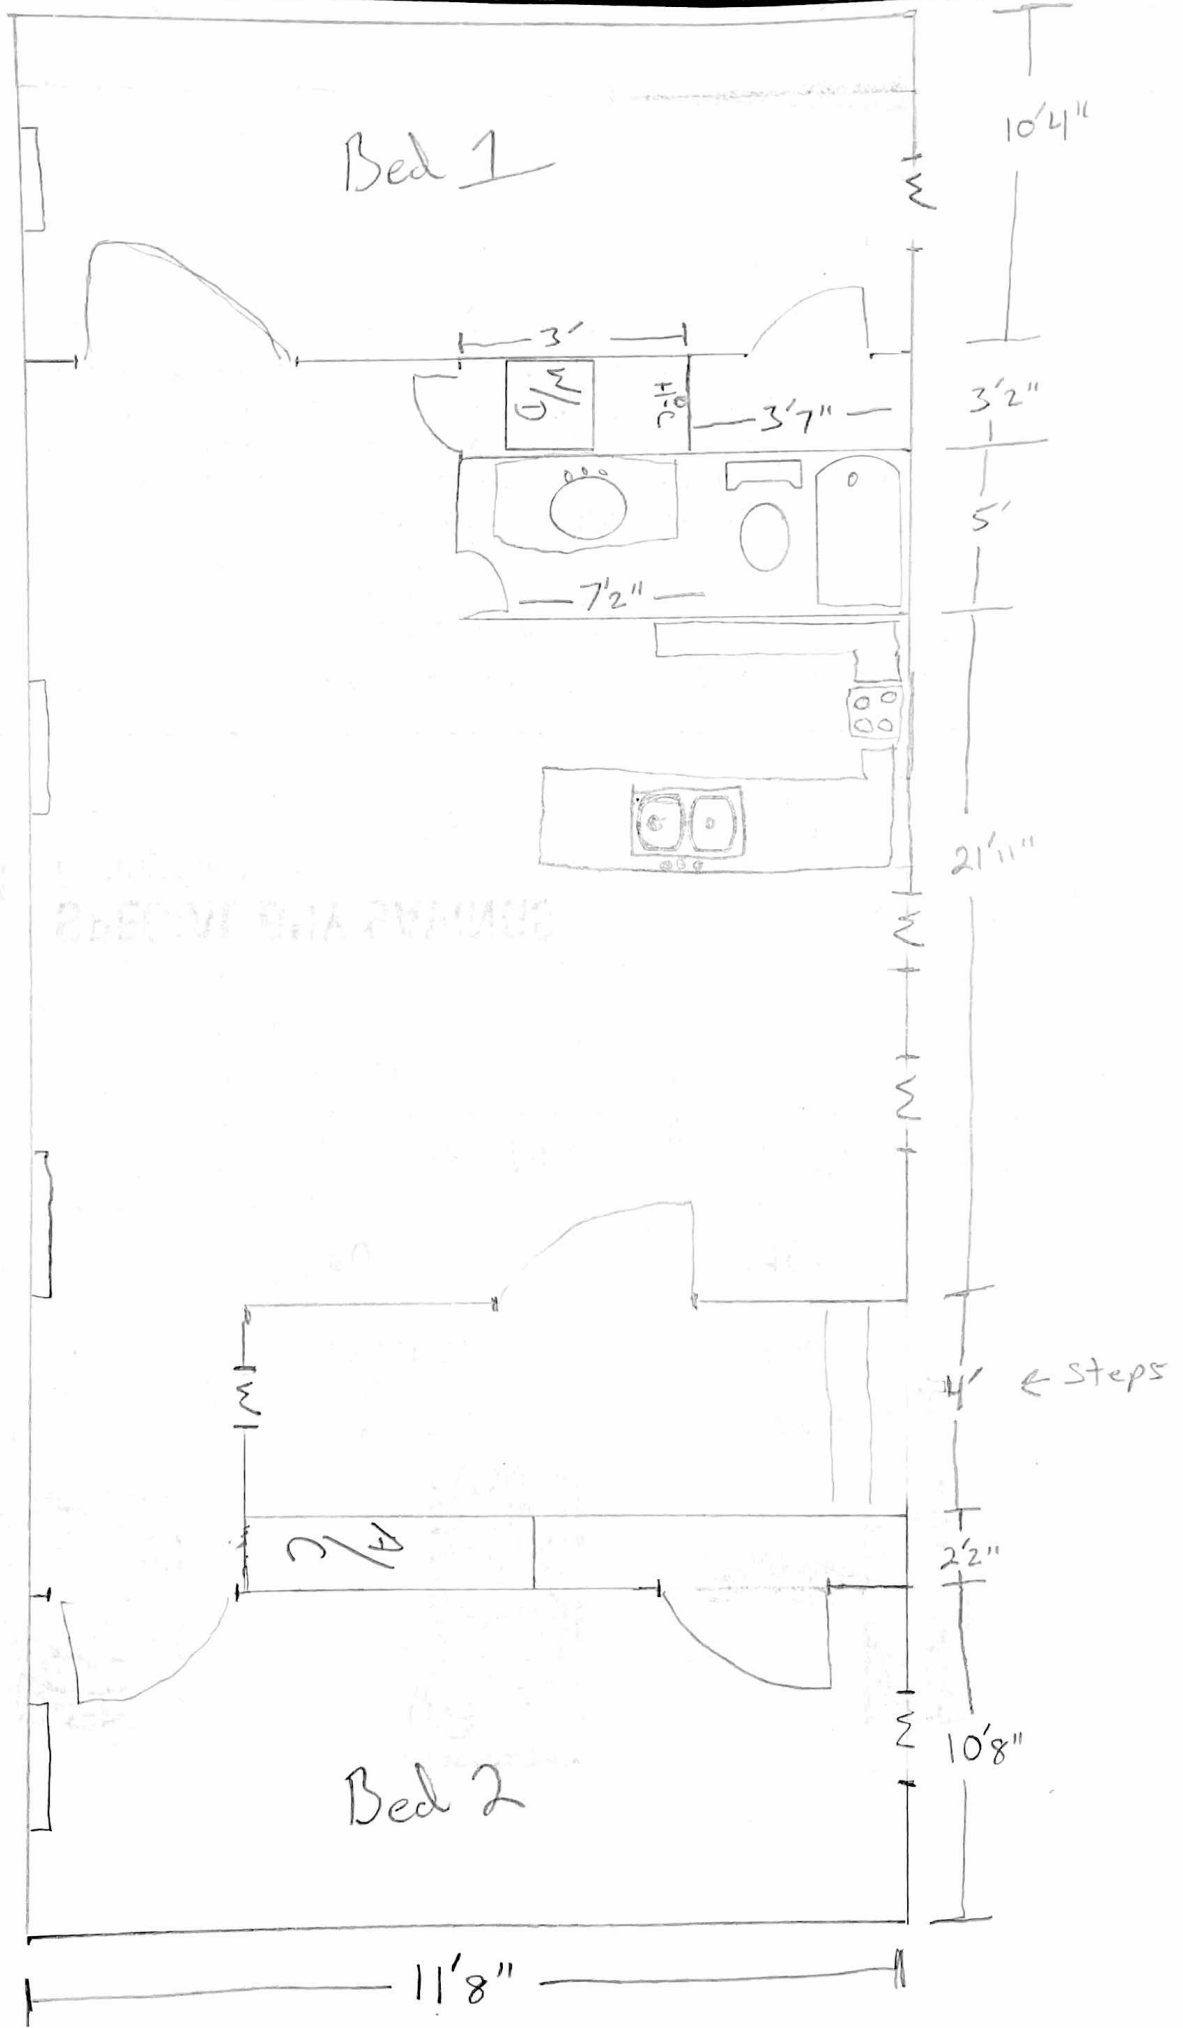 10'4"
Bed 1
W
3'
W/D
H2O
3'7"
3'2"
5'
7'2"
21'11"
W
W
W
4' ← Steps
A/C
2'2"
W
10'8"
Bed 2
11'8"